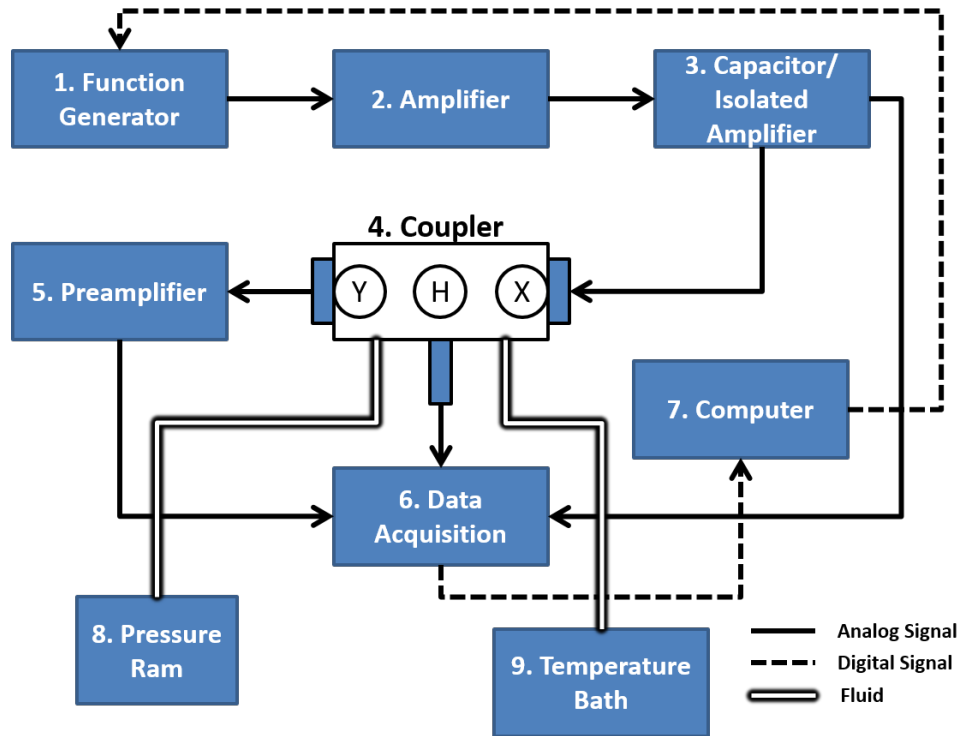 1. Function
Generator
2. Amplifier
3. Capacitor/
Isolated
Amplifier
4. Coupler
Y
H
X
5. Preamplifier
7. Computer
6. Data
Acquisition
8. Pressure
Ram
9. Temperature
Bath
Analog Signal
Digital Signal
Fluid